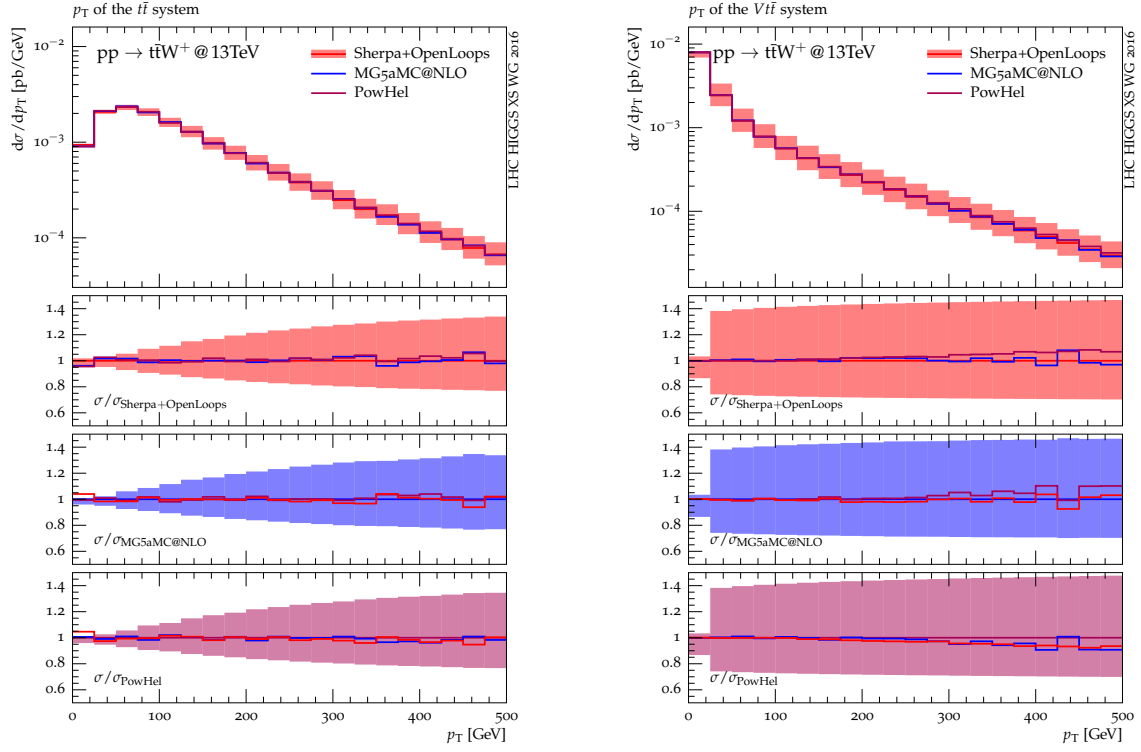 p_T of the tt̄ system
pp → tt̄W⁺ @ 13TeV
Sherpa+OpenLoops
MG5aMC@NLO
PowHel
LHC HIGGS XS WG 2016
dσ/dp_T [pb/GeV]
10⁻²
10⁻³
10⁻⁴
1.4
1.2
1
0.8
0.6
σ/σ_Sherpa+OpenLoops
1.4
1.2
1
0.8
0.6
σ/σ_MG5aMC@NLO
1.4
1.2
1
0.8
0.6
σ/σ_PowHel
0 100 200 300 400 500
p_T [GeV]
p_T of the Vtt̄ system
pp → tt̄W⁺ @ 13TeV
Sherpa+OpenLoops
MG5aMC@NLO
PowHel
LHC HIGGS XS WG 2016
dσ/dp_T [pb/GeV]
10⁻²
10⁻³
10⁻⁴
1.4
1.2
1
0.8
0.6
σ/σ_Sherpa+OpenLoops
1.4
1.2
1
0.8
0.6
σ/σ_MG5aMC@NLO
1.4
1.2
1
0.8
0.6
σ/σ_PowHel
0 100 200 300 400 500
p_T [GeV]